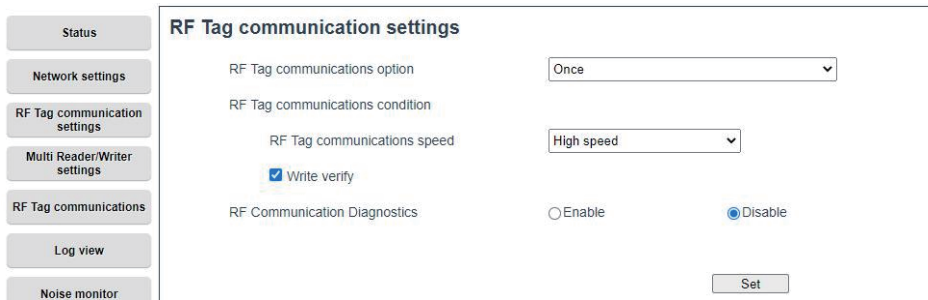 Status
Network settings
RF Tag communication
settings
Multi Reader/Writer
settings
RF Tag communications
Log view
Noise monitor
RF Tag communication settings
RF Tag communications option
Once
RF Tag communications condition
RF Tag communications speed
High speed
Write verify
RF Communication Diagnostics
Enable
Disable
Set